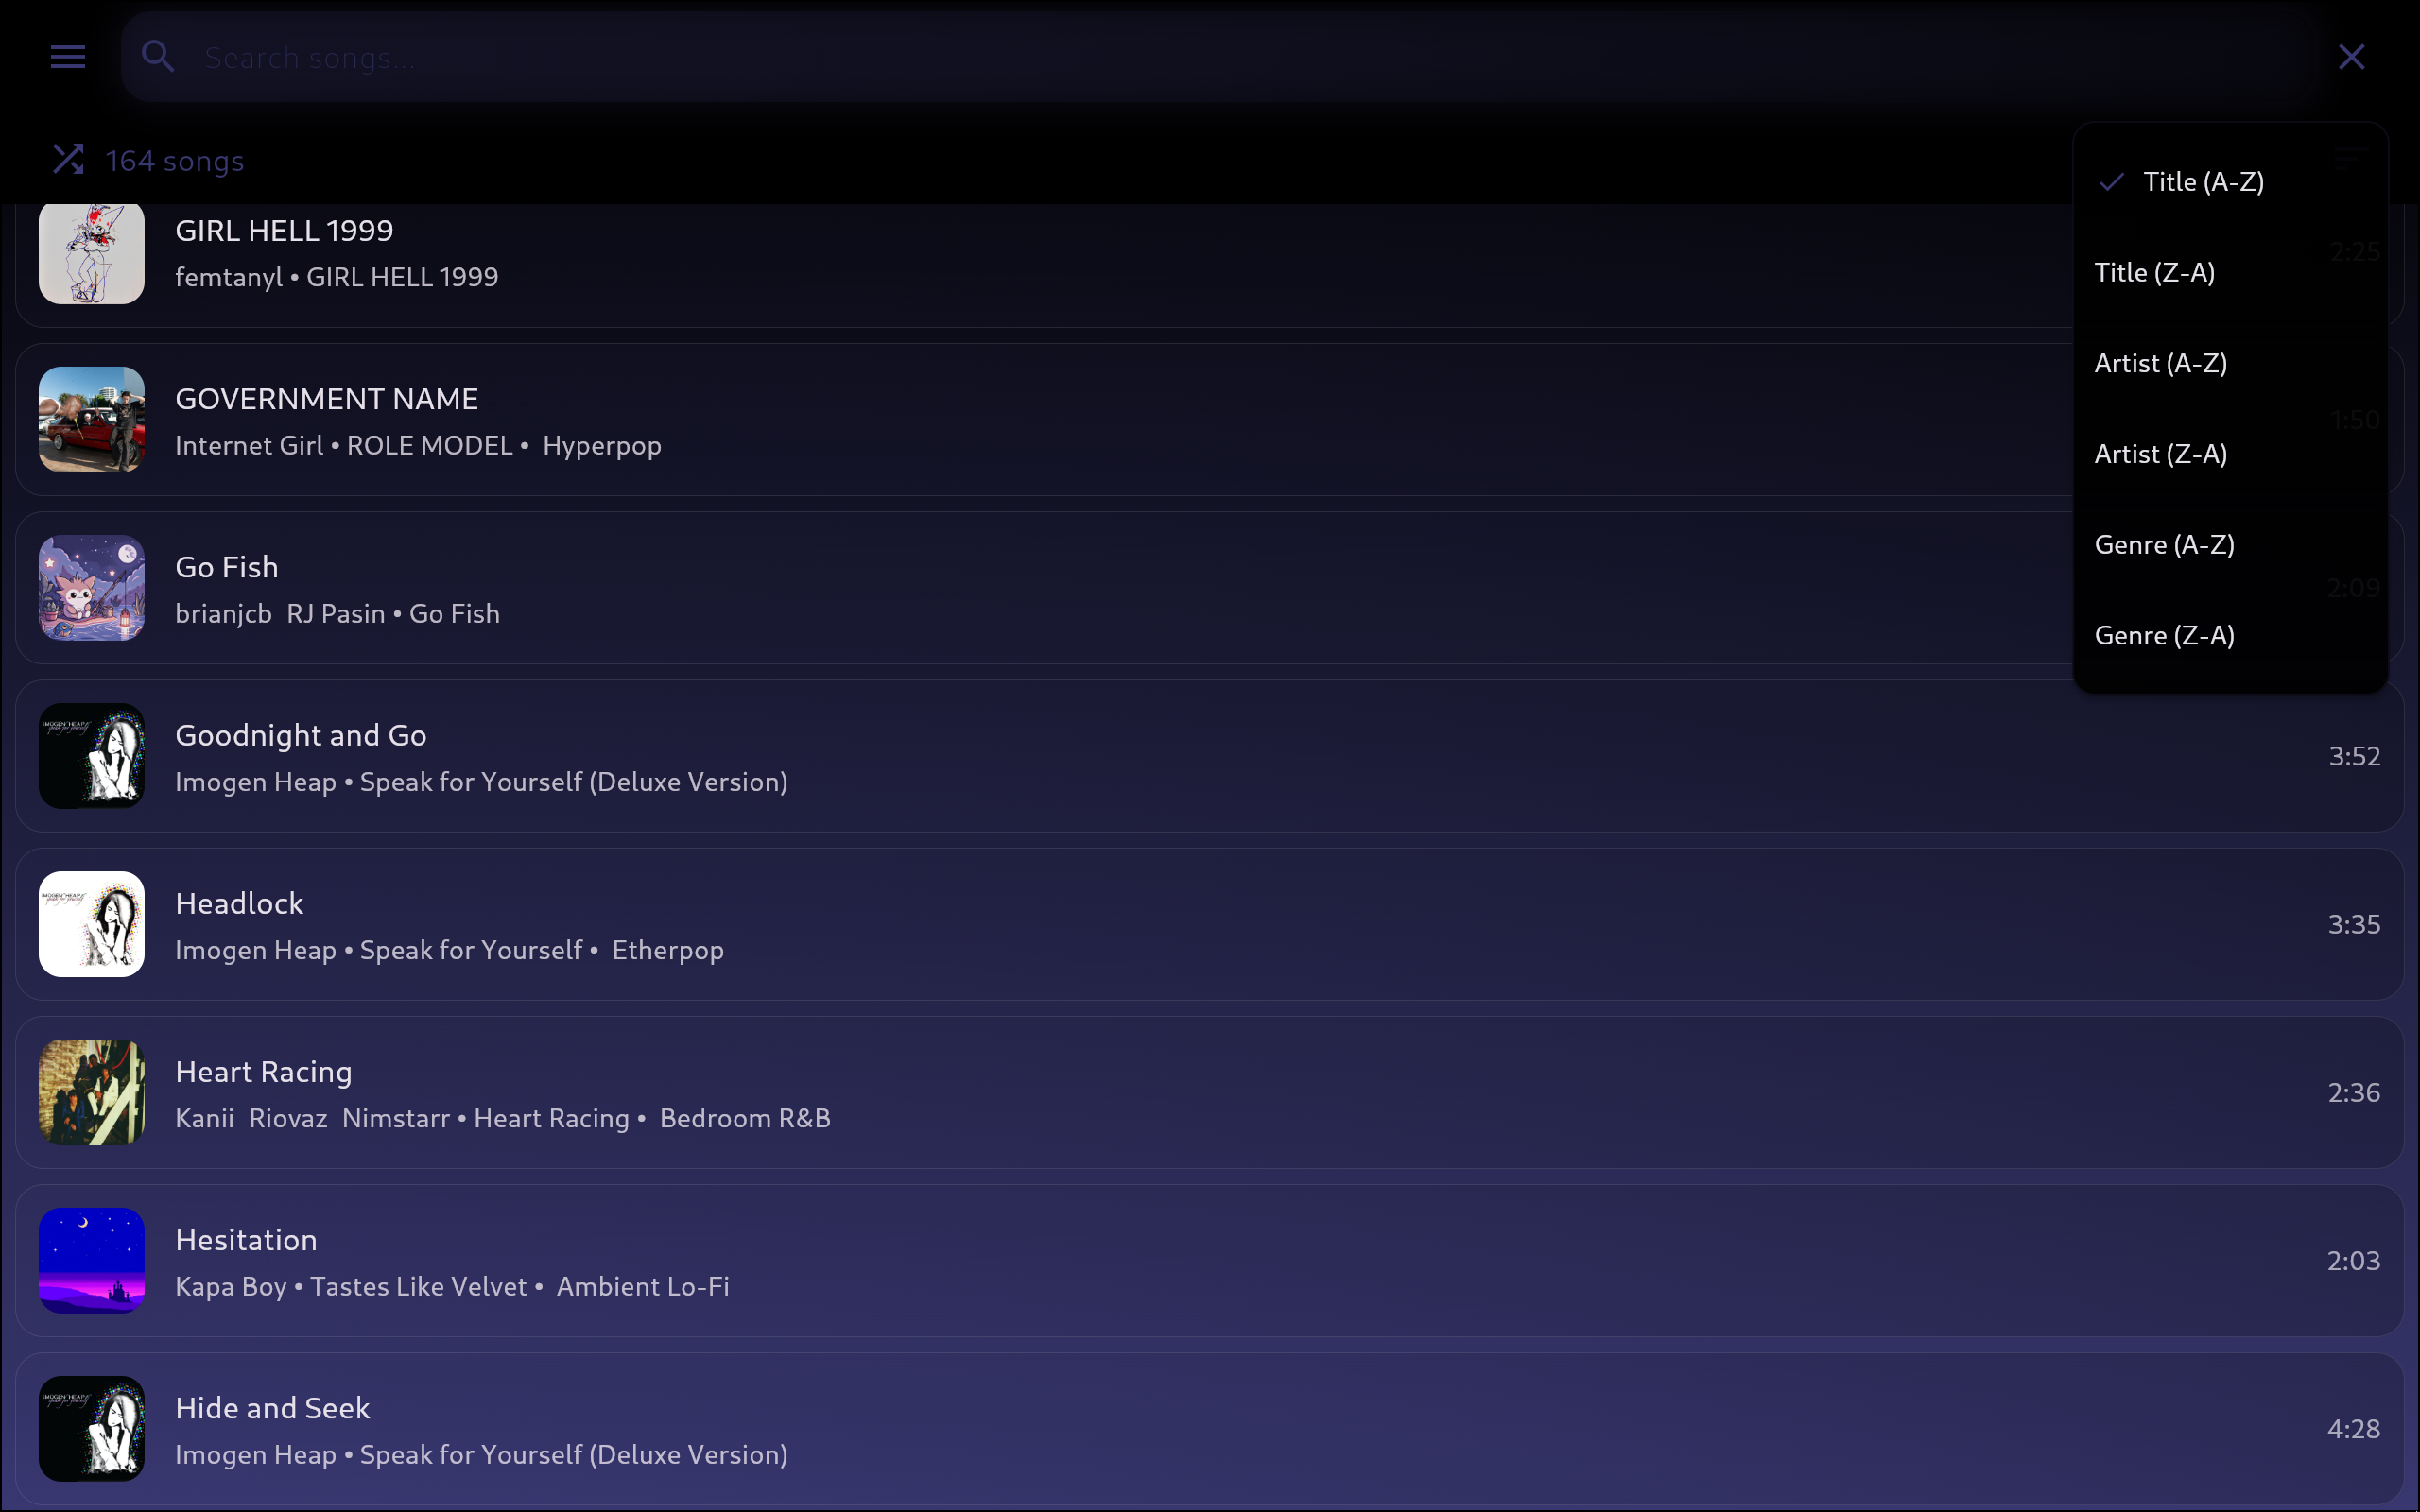 Search songs...
164 songs
Title (A-Z)
Title (Z-A)
Artist (A-Z)
Artist (Z-A)
Genre (A-Z)
Genre (Z-A)
GIRL HELL 1999
femtanyl • GIRL HELL 1999
2:25
GOVERNMENT NAME
Internet Girl • ROLE MODEL • Hyperpop
1:50
Go Fish
brianjcb RJ Pasin • Go Fish
2:09
Goodnight and Go
Imogen Heap • Speak for Yourself (Deluxe Version)
3:52
Headlock
Imogen Heap • Speak for Yourself • Etherpop
3:35
Heart Racing
Kanii Riovaz Nimstarr • Heart Racing • Bedroom R&B
2:36
Hesitation
Kapa Boy • Tastes Like Velvet • Ambient Lo-Fi
2:03
Hide and Seek
Imogen Heap • Speak for Yourself (Deluxe Version)
4:28